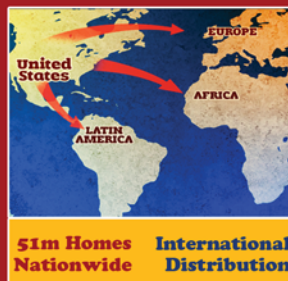 EUROPE
United
States
AFRICA
LATIN
AMERICA
51m Homes
Nationwide
International
Distribution